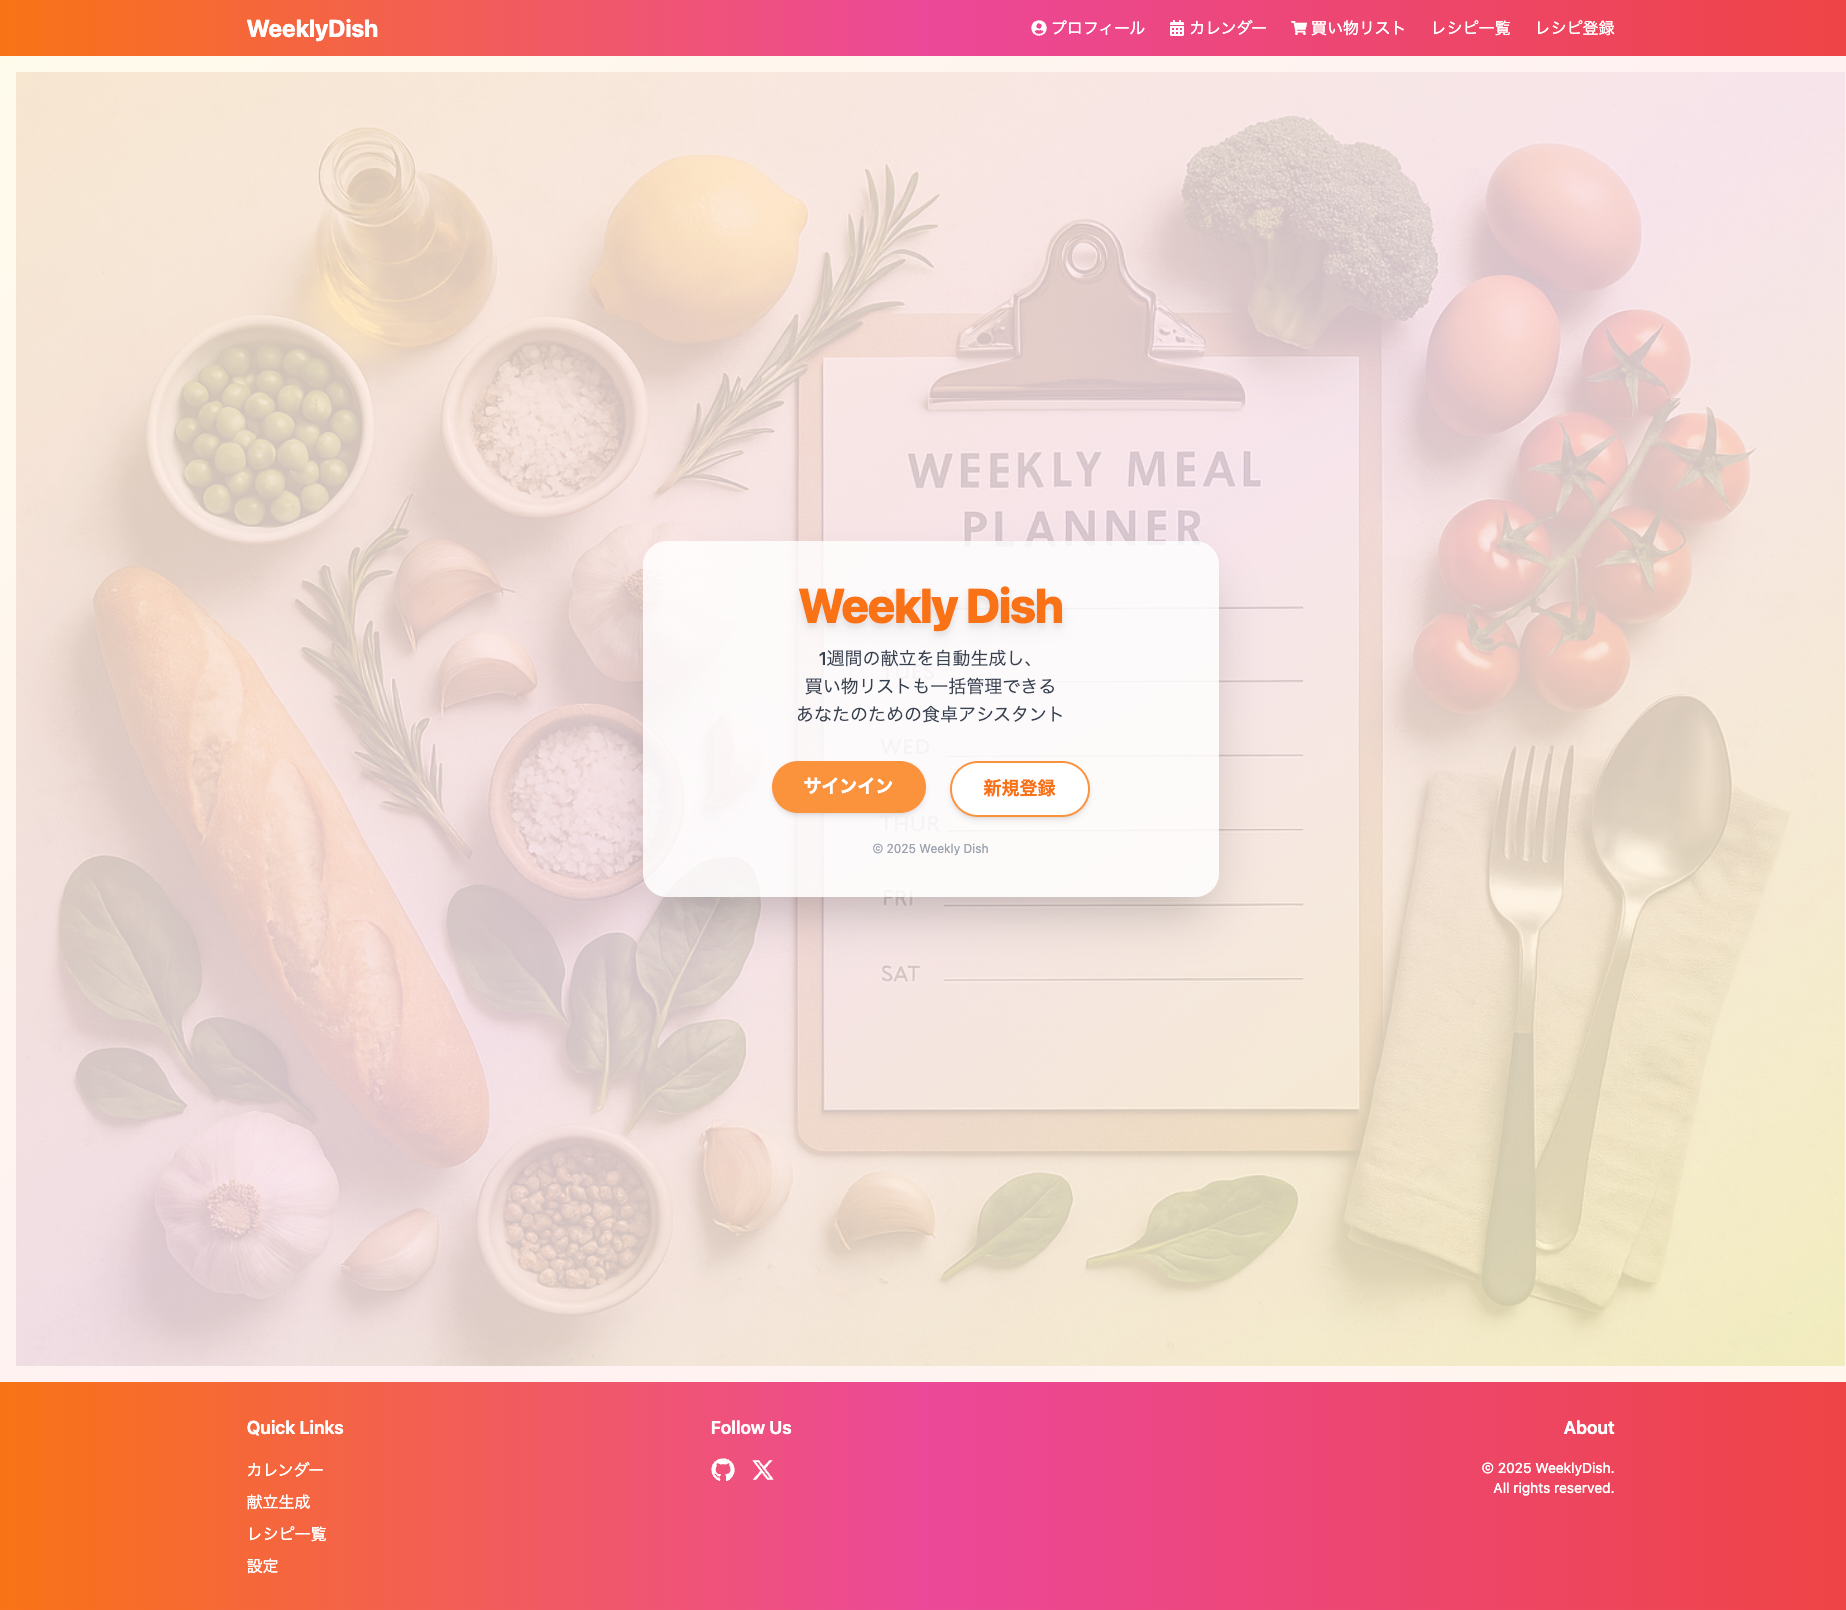 WeeklyDish
プロフィール カレンダー 買い物リスト レシピ一覧 レシピ登録
WEEKLY MEAL
PLANNER
Weekly Dish
1週間の献立を自動生成し、
買い物リストも一括管理できる
あなたのための食卓アシスタント
WED
サインイン 新規登録
THUR
© 2025 Weekly Dish
FRI
SAT
Quick Links
カレンダー
献立生成
レシピ一覧
設定
Follow Us
About
© 2025 WeeklyDish.
All rights reserved.